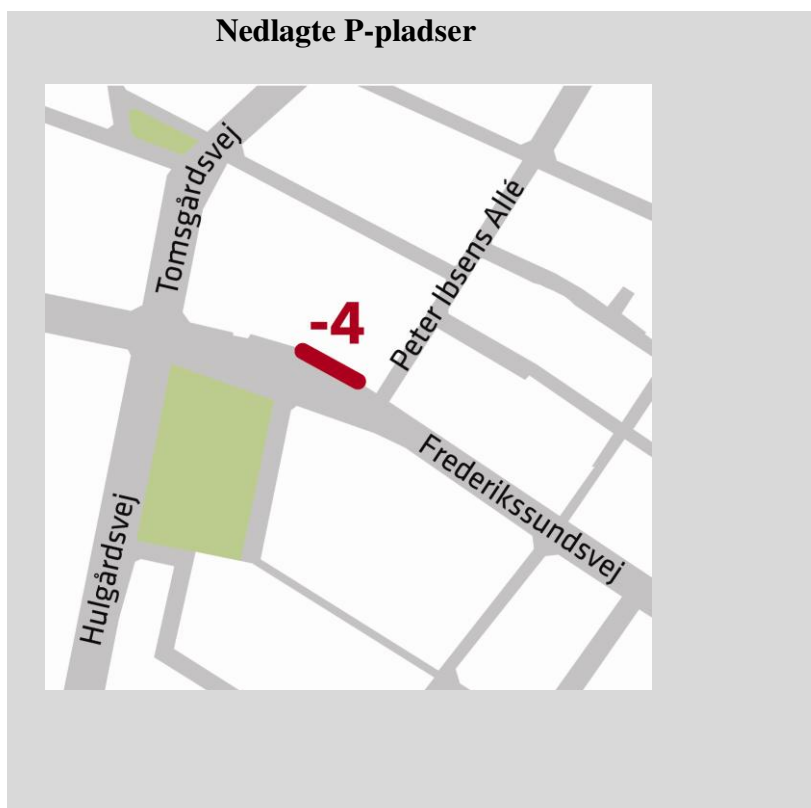 Nedlagte P-pladser
Tomsgårdsvej
Peter Ibsens Allé
-4
Frederikssundsvej
Hulgårdsvej